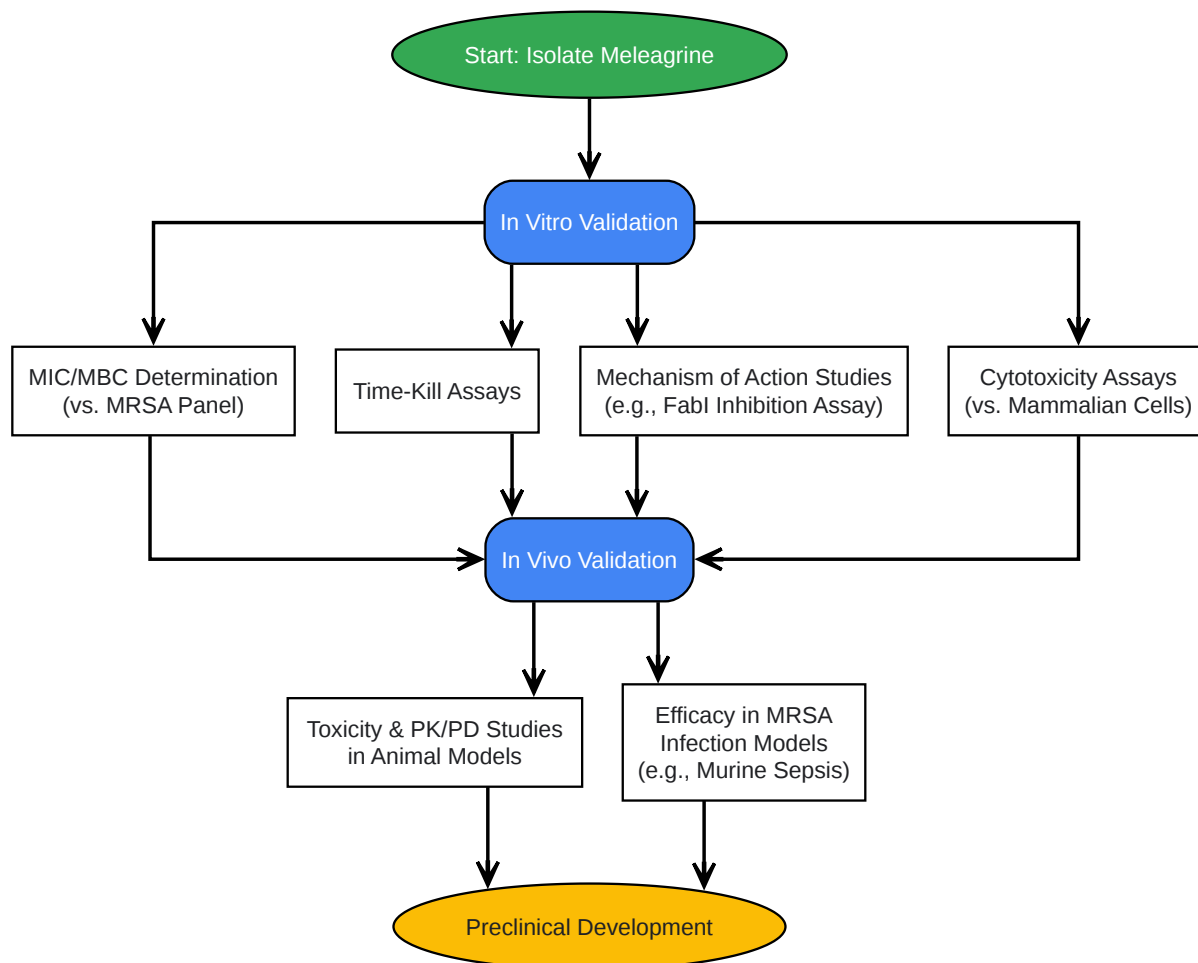 Start: Isolate Meleagrine
In Vitro Validation
MIC/MBC Determination
(vs. MRSA Panel)
Time-Kill Assays
Mechanism of Action Studies
(e.g., FabI Inhibition Assay)
Cytotoxicity Assays
(vs. Mammalian Cells)
In Vivo Validation
Toxicity & PK/PD Studies
in Animal Models
Efficacy in MRSA
Infection Models
(e.g., Murine Sepsis)
Preclinical Development